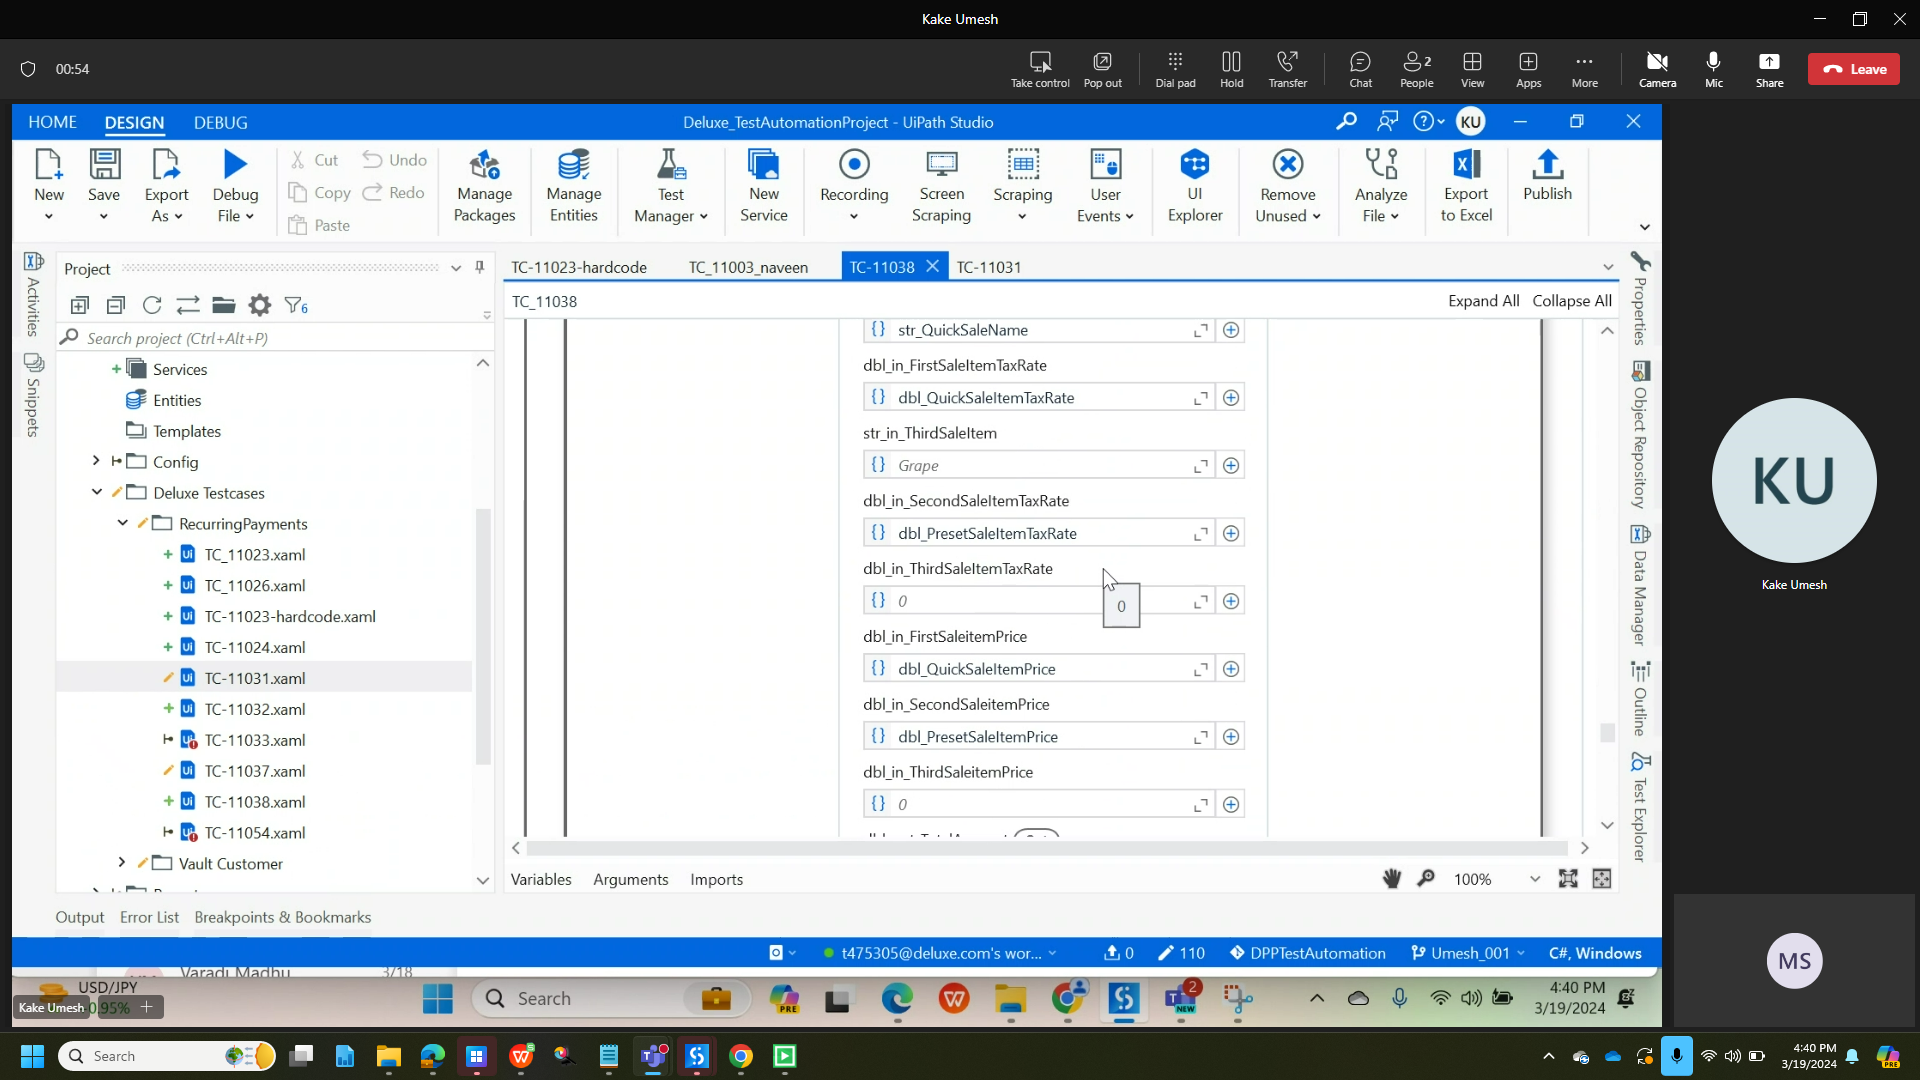 Kake Umesh
00:54
Take control
Pop out
Dial pad
Hold
Transfer
Chat
2
People
View
Apps
More
Camera
Mic
Share
Leave
HOME
DESIGN
DEBUG
Deluxe_TestAutomationProject - UiPath Studio
KU
New
Save
Export As
Debug File
Cut
Copy
Paste
Undo
Redo
Manage Packages
Manage Entities
Test Manager
New Service
Recording
Screen Scraping
Scraping
User Events
UI Explorer
Remove Unused
Analyze File
Export to Excel
Publish
Activities
Snippets
Project
6
Search project (Ctrl+Alt+P)
Services
Entities
Templates
Config
Deluxe Testcases
RecurringPayments
TC_11023.xaml
TC_11026.xaml
TC-11023-hardcode.xaml
TC-11024.xaml
TC-11031.xaml
TC-11032.xaml
TC-11033.xaml
TC-11037.xaml
TC-11038.xaml
TC-11054.xaml
Vault Customer
TC-11023-hardcode
TC_11003_naveen
TC-11038
TC-11031
TC_11038
Expand All
Collapse All
str_QuickSaleName
dbl_in_FirstSaleItemTaxRate
dbl_QuickSaleItemTaxRate
str_in_ThirdSaleItem
Grape
dbl_in_SecondSaleItemTaxRate
dbl_PresetSaleItemTaxRate
dbl_in_ThirdSaleItemTaxRate
0
0
dbl_in_FirstSaleitemPrice
dbl_QuickSaleItemPrice
dbl_in_SecondSaleitemPrice
dbl_PresetSaleItemPrice
dbl_in_ThirdSaleitemPrice
0
Variables
Arguments
Imports
100%
Properties
Object Repository
Data Manager
Outline
Test Explorer
Output
Error List
Breakpoints & Bookmarks
t475305@deluxe.com's wor...
0
110
DPPTestAutomation
Umesh_001
C#, Windows
Varadi Madhu
3/18
USD/JPY
-0.95%
Kake Umesh
Search
PRE
2
NEW
4:40 PM
3/19/2024
KU
Kake Umesh
MS
Search
4:40 PM
3/19/2024
PRE